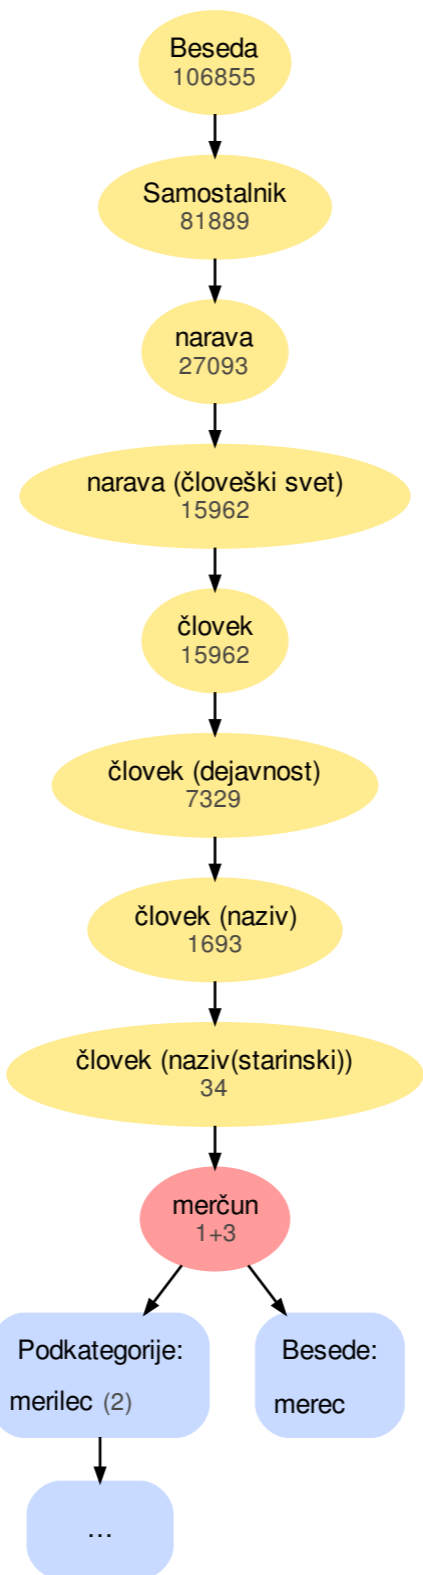 Beseda
106855
Samostalnik
81889
narava
27093
narava (človeški svet)
15962
človek
15962
človek (dejavnost)
7329
človek (naziv)
1693
človek (naziv(starinski))
34
merčun
1+3
Podkategorije:
merilec (2)
Besede:
merec
...